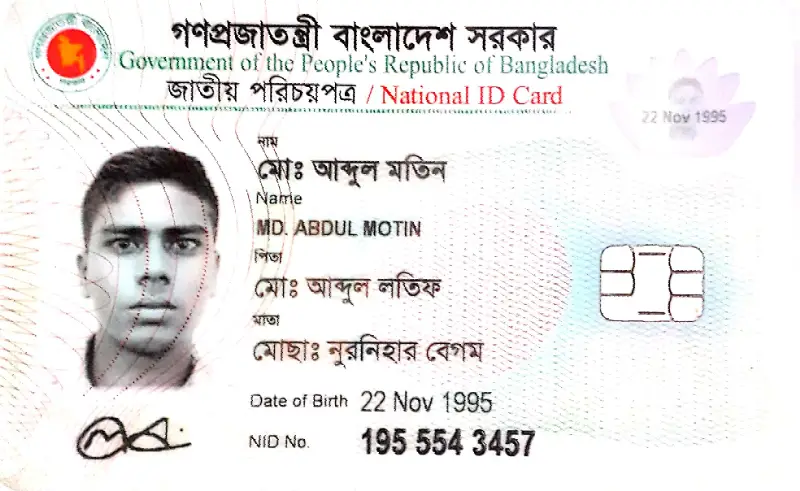 গণপ্রজাতন্ত্রী বাংলাদেশ সরকার
Government of the People's Republic of Bangladesh
জাতীয় পরিচয়পত্র / National ID Card
22 Nov 1995
নাম
মোঃ আব্দুল মতিন
Name
MD. ABDUL MOTIN
পিতা
মোঃ আব্দুল লতিফ
মাতা
মোছাঃ নুরনিহার বেগম
Date of Birth 22 Nov 1995
NID No. 195 554 3457